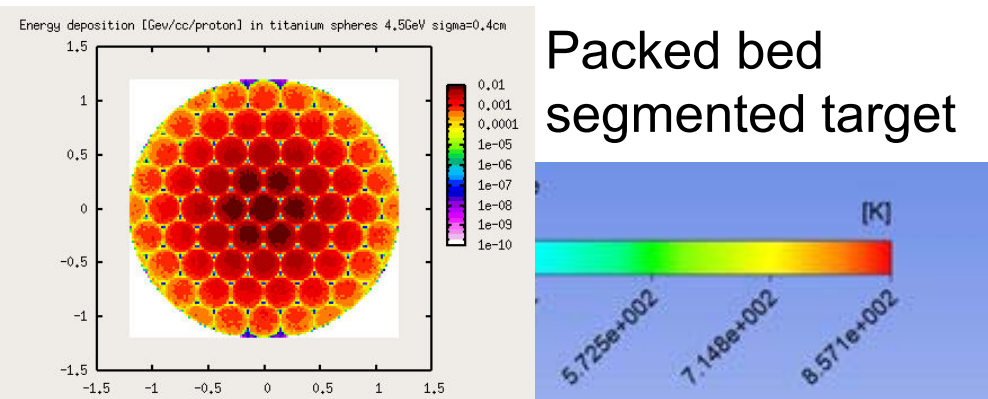 Energy deposition [Gev/cc/proton] in titanium spheres 4.5GeV sigma=0.4cm
1.5
1
0.5
0
-0.5
-1
-1.5
-1.5 -1 -0.5 0 0.5 1 1.5
0.01
0.001
0.0001
1e-05
1e-06
1e-07
1e-08
1e-09
1e-10
Packed bed
segmented target
[K]
5.725e+002
7.148e+002
8.571e+002